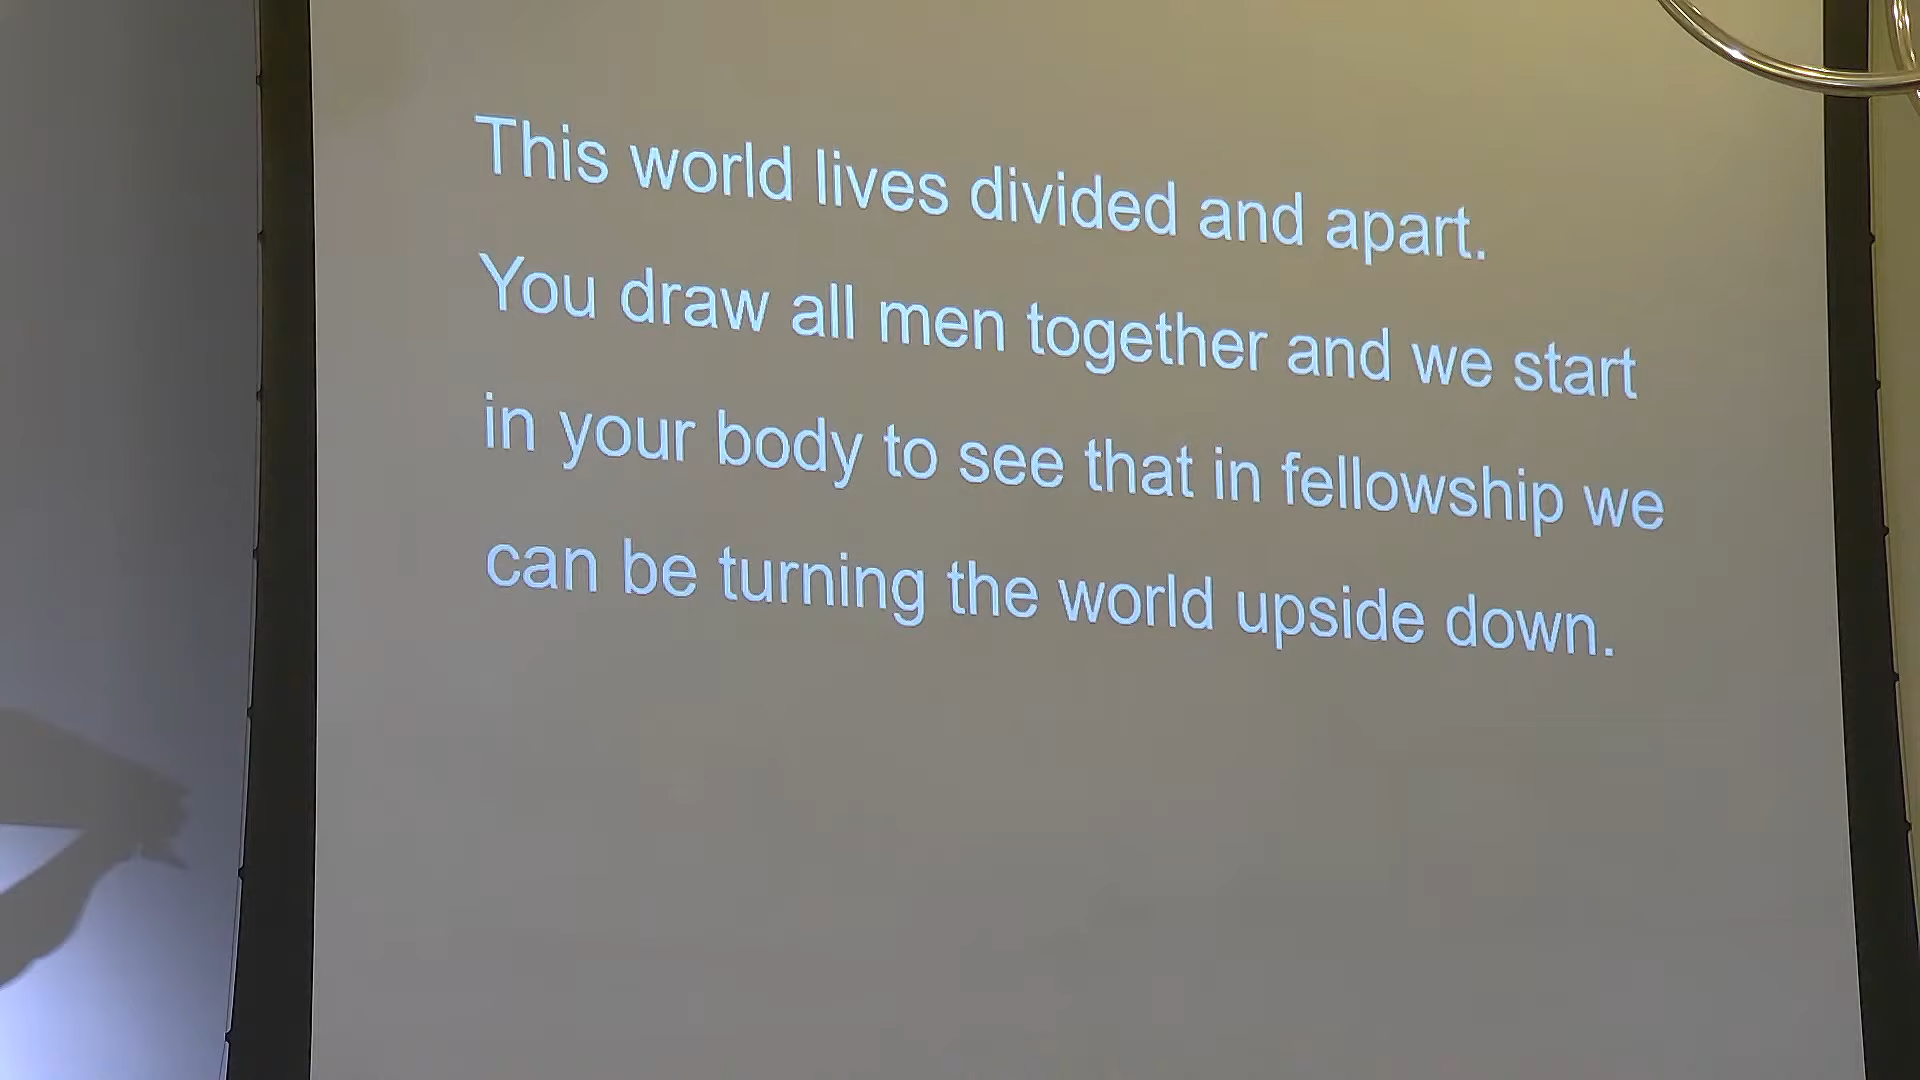 This world lives divided and apart.
You draw all men together and we start
in your body to see that in fellowship we
can be turning the world upside down.